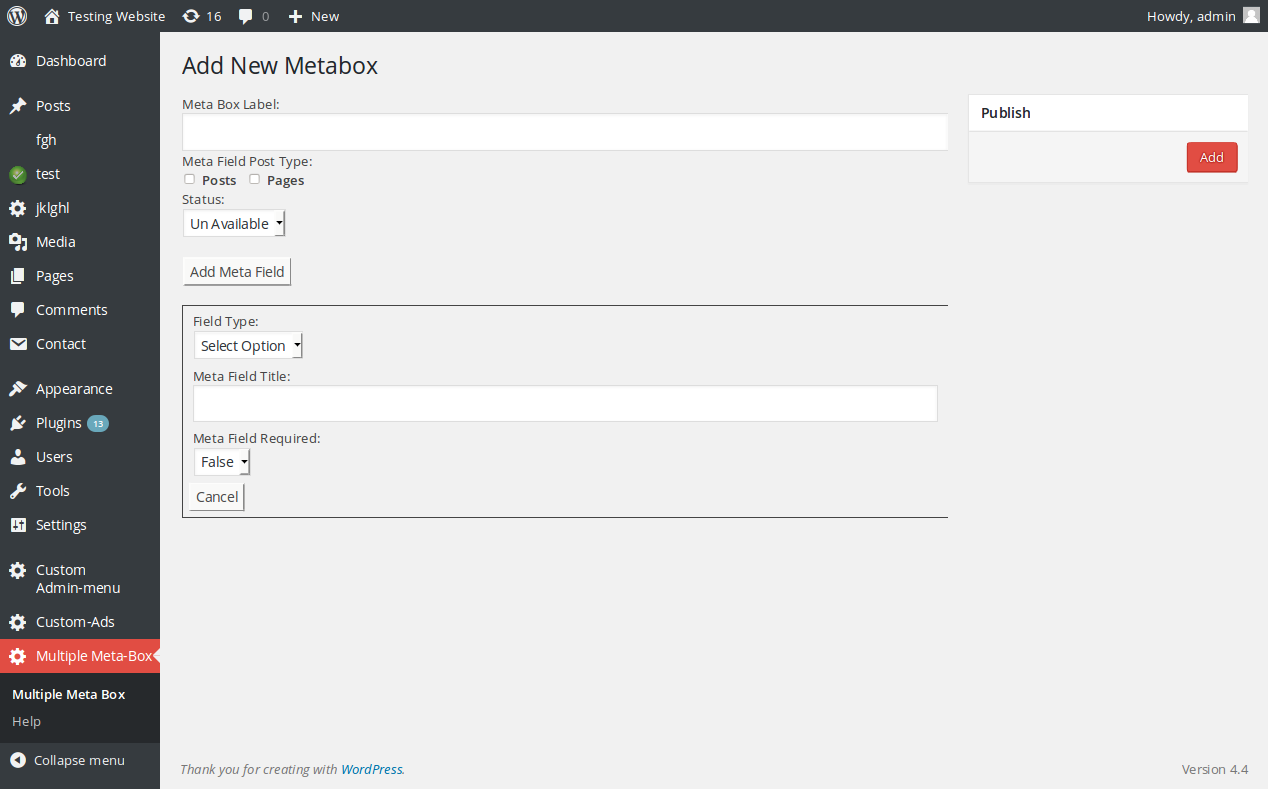 Testing Website 16 0 New Howdy, admin
Dashboard
Posts
fgh
test
jklghl
Media
Pages
Comments
Contact
Appearance
Plugins 13
Users
Tools
Settings
Custom
Admin-menu
Custom-Ads
Multiple Meta-Box
Multiple Meta Box
Help
Collapse menu
Add New Metabox
Meta Box Label:
Meta Field Post Type:
Posts Pages
Status:
Un Available
Add Meta Field
Field Type:
Select Option
Meta Field Title:
Meta Field Required:
False
Cancel
Publish
Add
Thank you for creating with WordPress.
Version 4.4